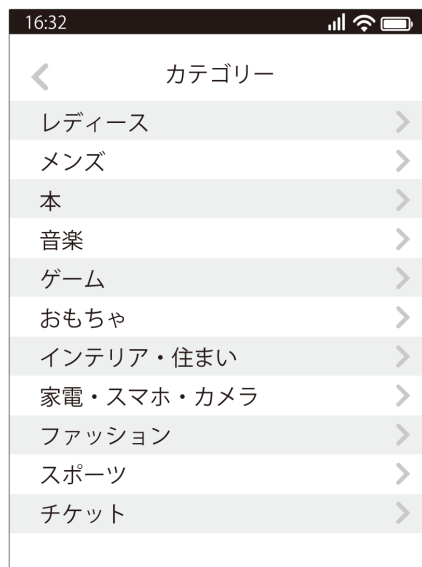 16:32
カテゴリー
レディース
メンズ
本
音楽
ゲーム
おもちゃ
インテリア・住まい
家電・スマホ・カメラ
ファッション
スポーツ
チケット